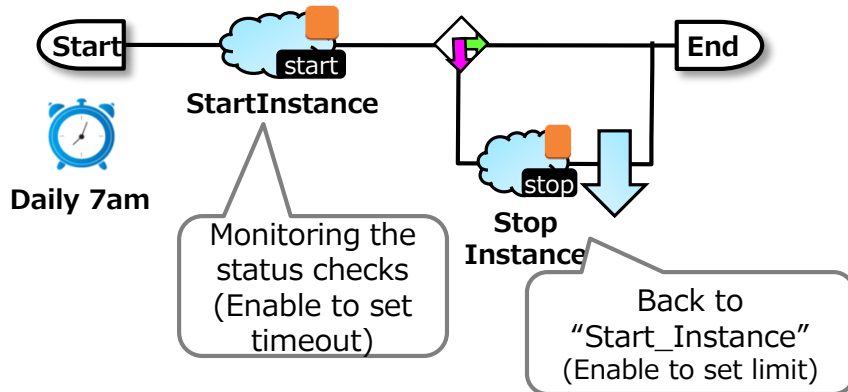 Start
start
End
StartInstance
Daily 7am
stop
Stop
Instance
Monitoring the
status checks
(Enable to set
timeout)
Back to
“Start_Instance”
(Enable to set limit)